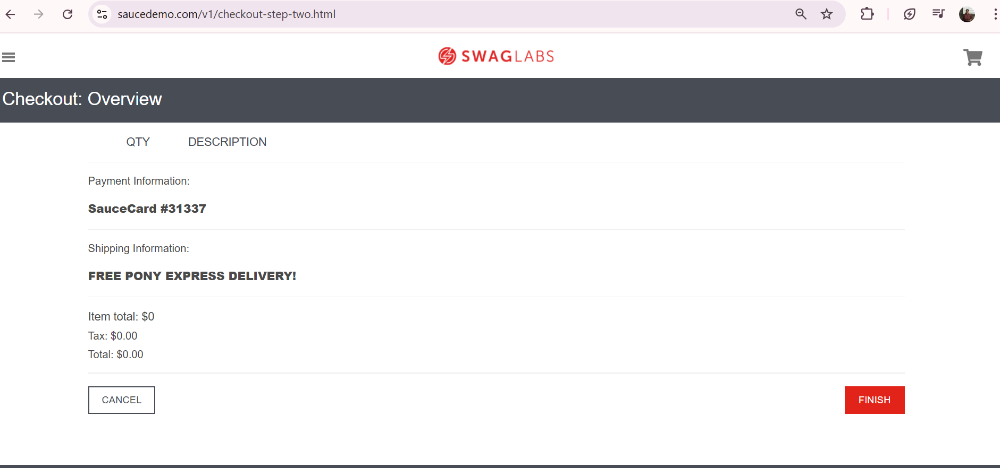 saucedemo.com/v1/checkout-step-two.html
SWAGLABS
Checkout: Overview
QTY DESCRIPTION
Payment Information:
SauceCard #31337
Shipping Information:
FREE PONY EXPRESS DELIVERY!
Item total: $0
Tax: $0.00
Total: $0.00
CANCEL FINISH